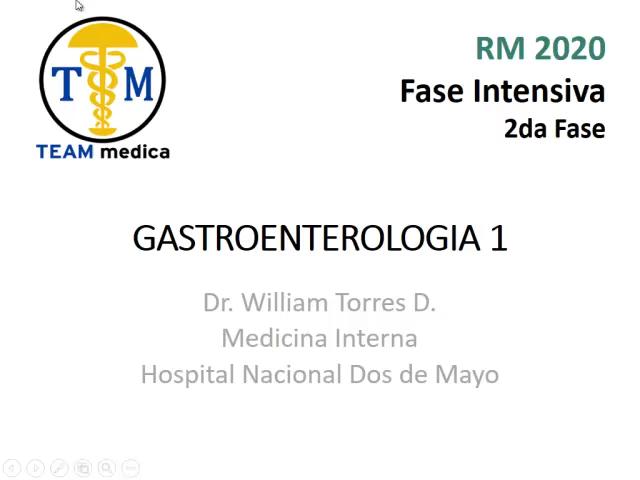 T M
TEAM medica
RM 2020
Fase Intensiva
2da Fase
GASTROENTEROLOGIA 1
Dr. William Torres D.
Medicina Interna
Hospital Nacional Dos de Mayo